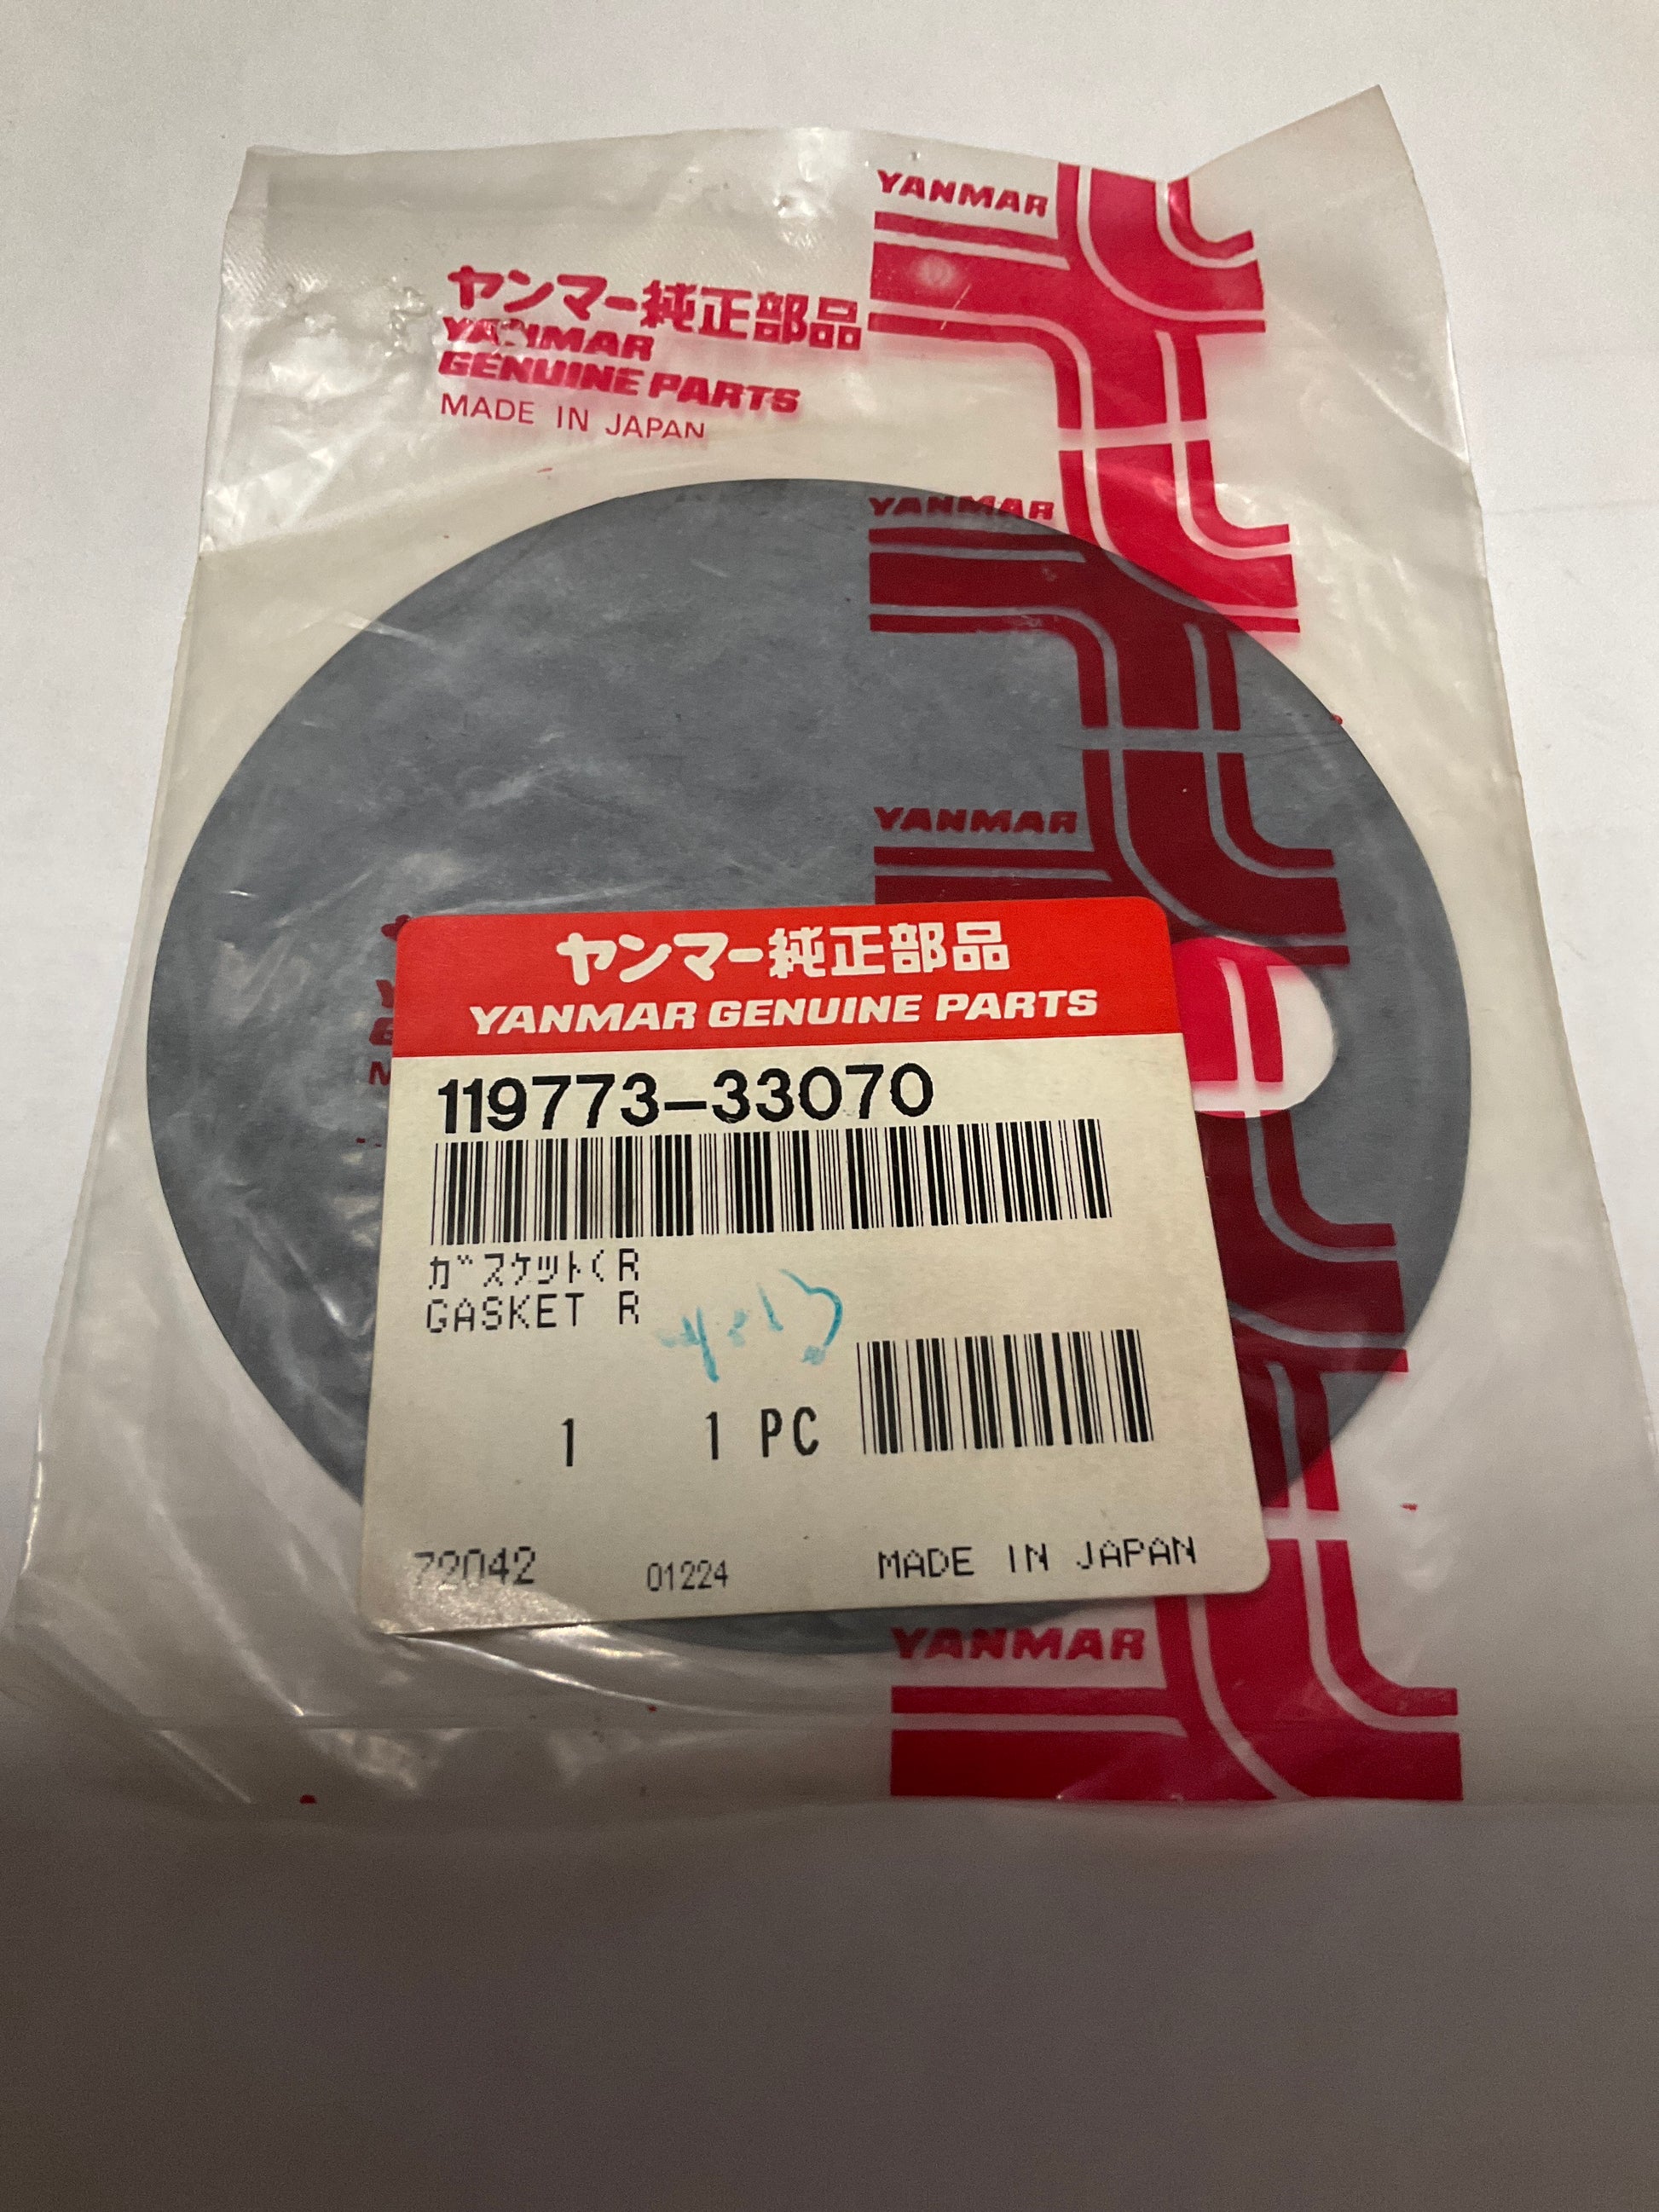 YANMAR
ヤンマー純正部品
YANMAR
GENUINE PARTS
MADE IN JAPAN
YANMAR
YANMAR
ヤンマー純正部品
YANMAR GENUINE PARTS
119773-33070
ガスケット( R
GASKET R
1 1 PC
72042 01224 MADE IN JAPAN
YANMAR